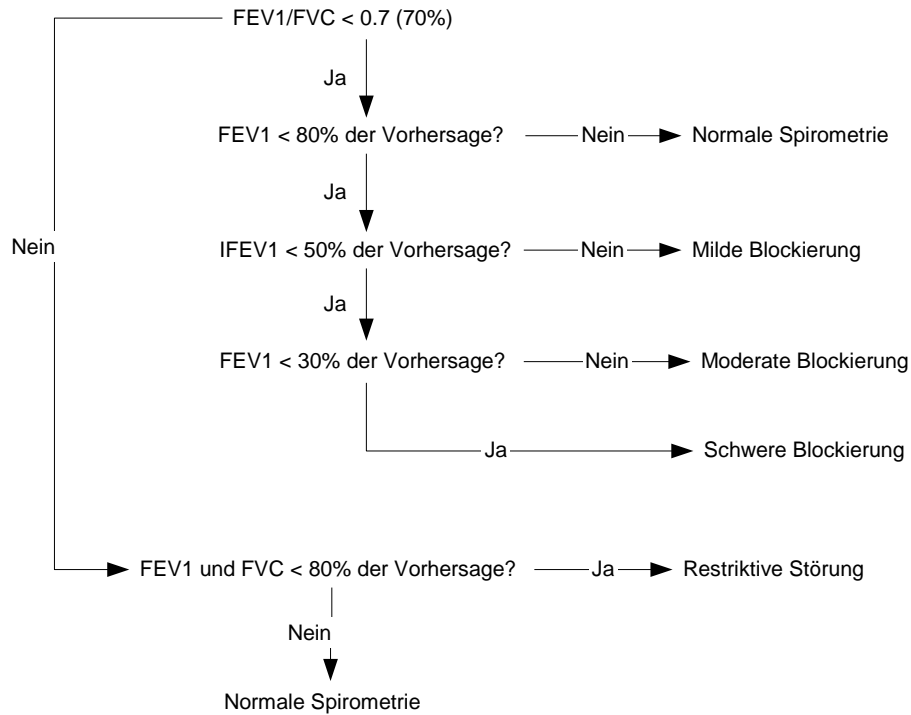 FEV1/FVC < 0.7 (70%)
Ja
FEV1 < 80% der Vorhersage? Nein Normale Spirometrie
Ja
Nein
IFEV1 < 50% der Vorhersage? Nein Milde Blockierung
Ja
FEV1 < 30% der Vorhersage? Nein Moderate Blockierung
Ja Schwere Blockierung
FEV1 und FVC < 80% der Vorhersage? Ja Restriktive Störung
Nein
Normale Spirometrie